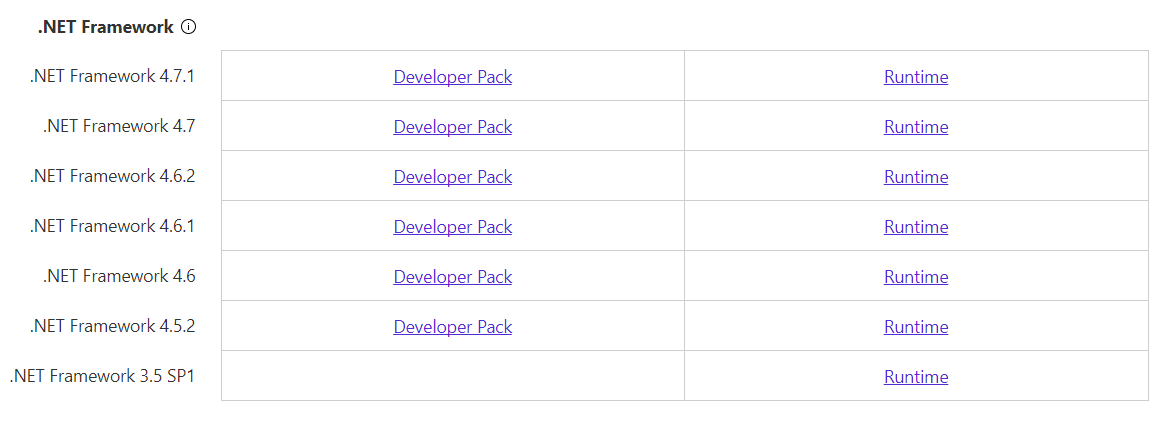 .NET Framework
.NET Framework 4.7.1 Developer Pack Runtime
.NET Framework 4.7 Developer Pack Runtime
.NET Framework 4.6.2 Developer Pack Runtime
.NET Framework 4.6.1 Developer Pack Runtime
.NET Framework 4.6 Developer Pack Runtime
.NET Framework 4.5.2 Developer Pack Runtime
.NET Framework 3.5 SP1 Runtime